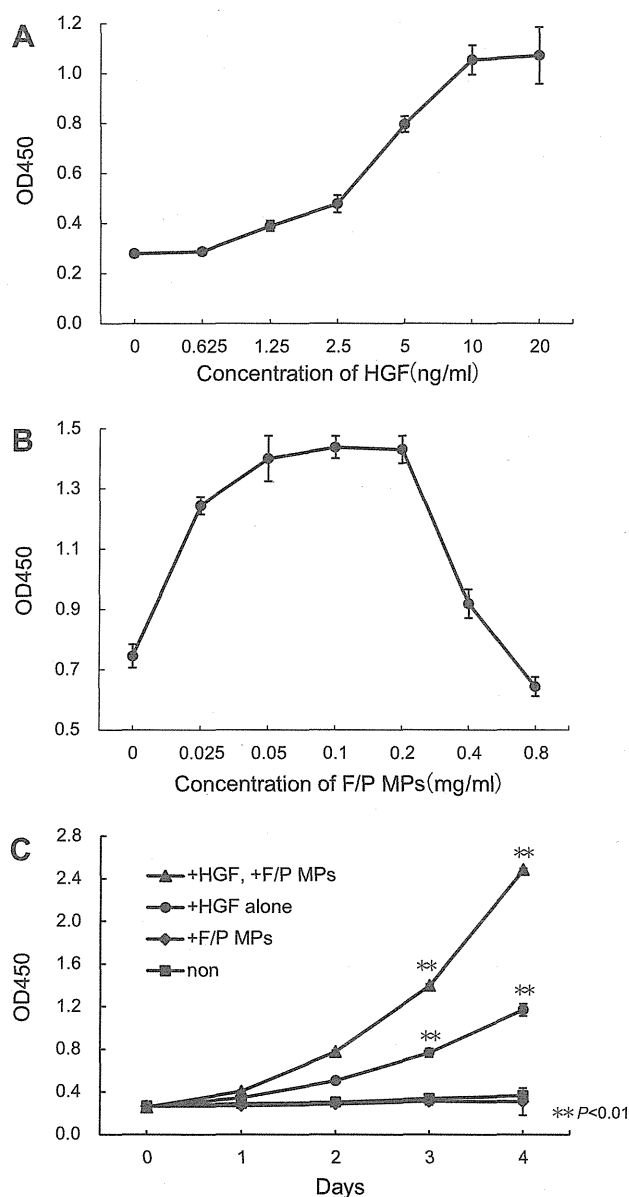 A
1.2
1.0
0.8
0.6
0.4
0.2
0.0
OD450
0 0.625 1.25 2.5 5 10 20
Concentration of HGF(ng/ml)
B
1.5
1.3
1.1
0.9
0.7
0.5
OD450
0 0.025 0.05 0.1 0.2 0.4 0.8
Concentration of F/P MPs(mg/ml)
C
2.8
2.4
2.0
1.6
1.2
0.8
0.4
0.0
OD450
+HGF, +F/P MPs
+HGF alone
+F/P MPs
non
**
**
**
**
** P<0.01
0 1 2 3 4
Days